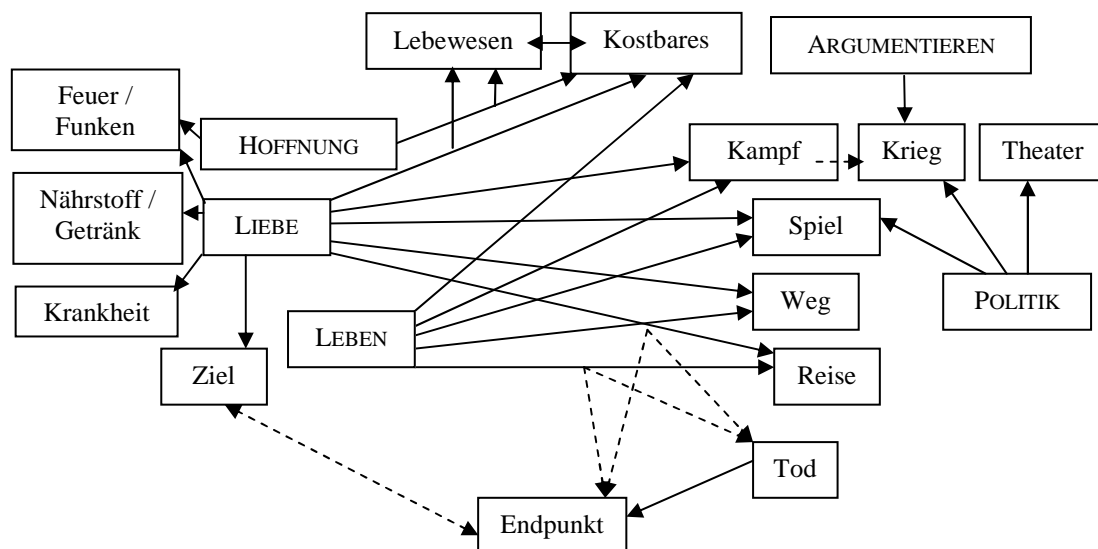 Lebewesen
Kostbares
ARGUMENTIEREN
Feuer /
Funken
HOFFNUNG
Kampf
Krieg
Theater
Nährstoff /
Getränk
LIEBE
Spiel
Krankheit
Weg
POLITIK
LEBEN
Ziel
Reise
Tod
Endpunkt